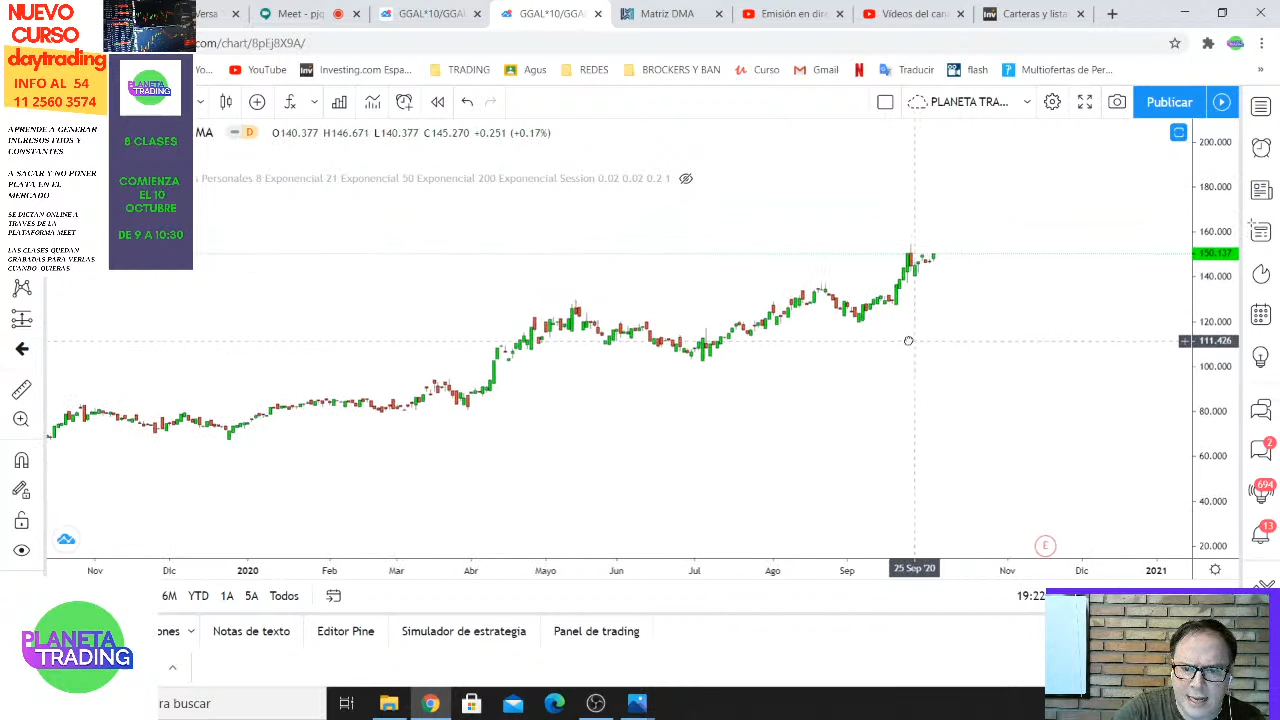 NUEVO
CURSO
daytrading
INFO AL 54
11 2560 3574
APRENDE A GENERAR
INGRESOS FIJOS Y
CONSTANTES
A SACAR Y NO PONER
PLATA EN EL
MERCADO
SE DICTAN ONLINE A
TRAVES DE LA
PLATAFORMA MEET
LAS CLASES QUEDAN
GRABADAS PARA VERLAS
CUANDO QUIERAS
PLANETA
TRADING
8 CLASES
COMIENZA
EL 10
OCTUBRE
DE 9 A 10:30
versa
Meet - pjq
GGAL*10/GGA
GGAL
Matriz DMA
Emisión
Vídeos del can
Carteras y lista
com/chart/8pEj8X9A/
Yo...
YouTube
Investing.com Espa...
TRADING
Agus
REDES
BROCKERS Y BAN
Curso
Gmai
Traducir
flash
Multiofertas de Per...
PLANETA TRA...
Publicar
MA
D
O140.377 H146.671 L140.377 C145.270 +0.251 (+0.17%)
s Personales 8 Exponencial 21 Exponencial 50 Exponencial 200 Exponencial Session 0.02 0.02 0.2 1
200.000
180.000
160.000
150.137
140.000
120.000
111.426
100.000
80.000
60.000
40.000
20.000
2
694
13
E
Nov
Dic
2020
Feb
Mar
Abr
Mayo
Jun
Jul
Ago
Sep
25 Sep '20
Nov
Dic
2021
6M YTD 1A 5A Todos
19:22
ones
Notas de texto
Editor Pine
Simulador de estrategia
Panel de trading
ra buscar
PLANETA
TRADING